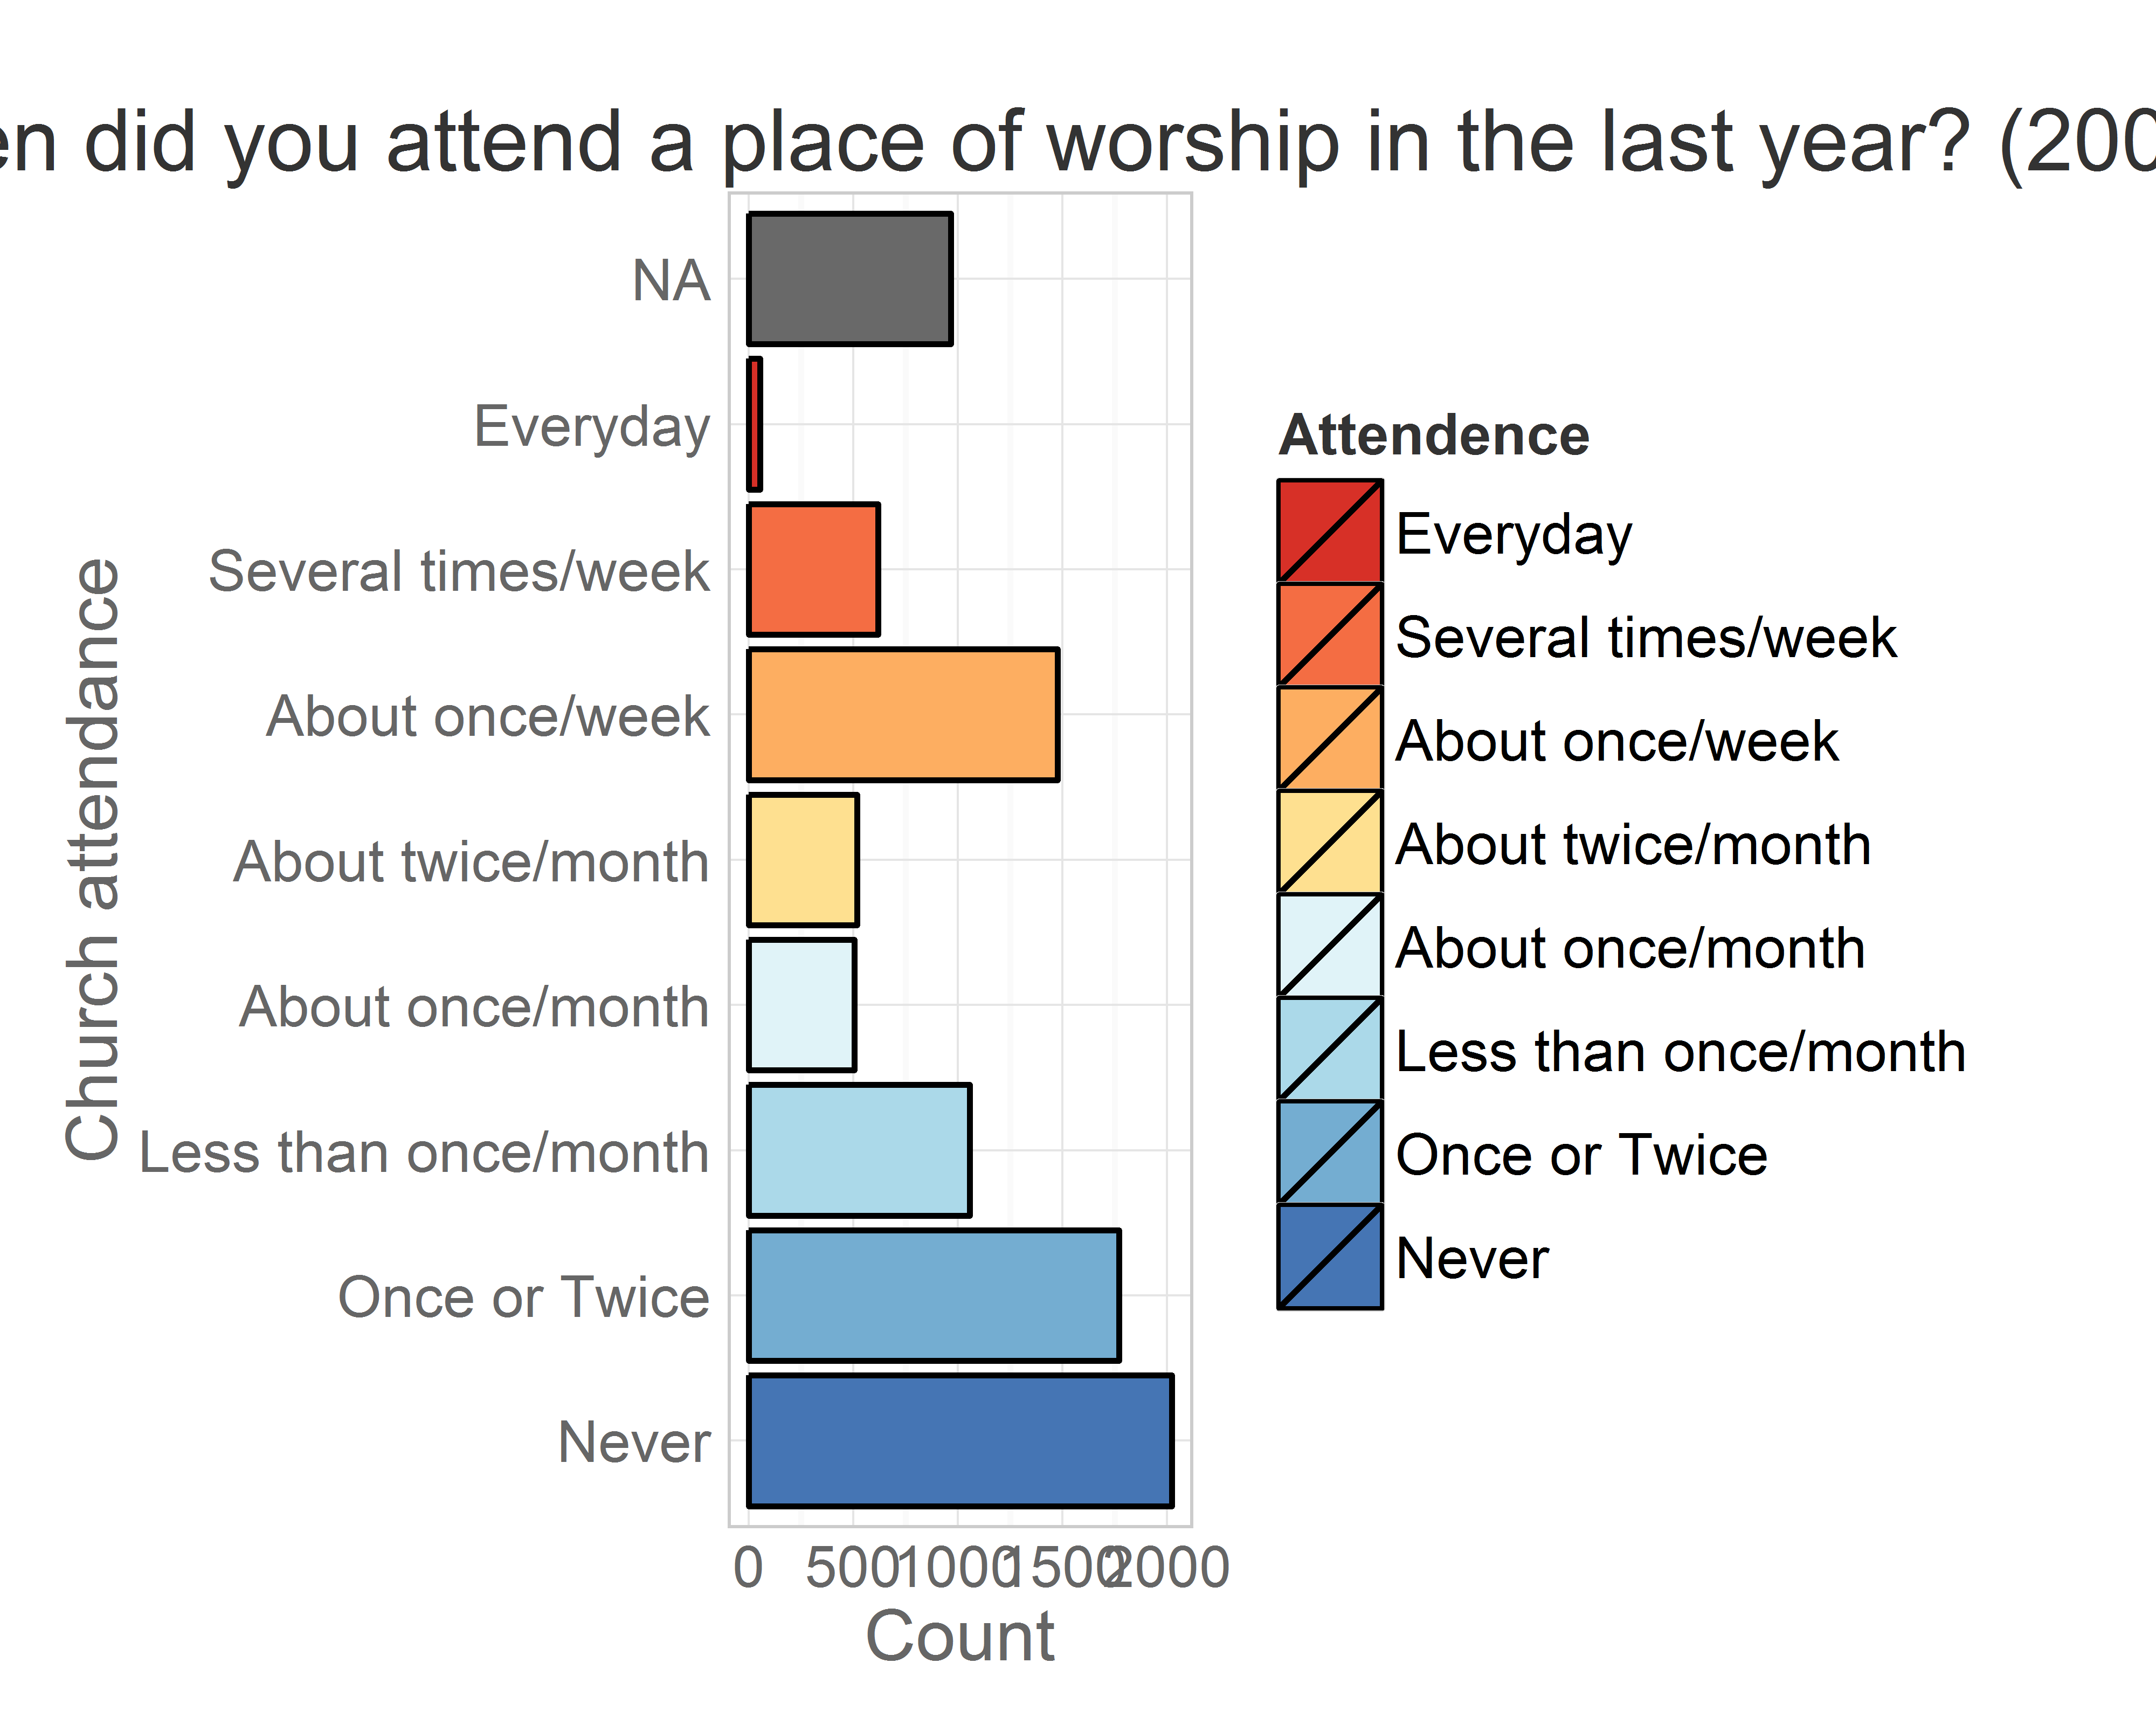 en did you attend a place of worship in the last year? (200
NA
Everyday
Several times/week
About once/week
About twice/month
About once/month
Less than once/month
Once or Twice
Never
Church attendance
0 500 1000 1500 2000
Count
Attendence
Everyday
Several times/week
About once/week
About twice/month
About once/month
Less than once/month
Once or Twice
Never